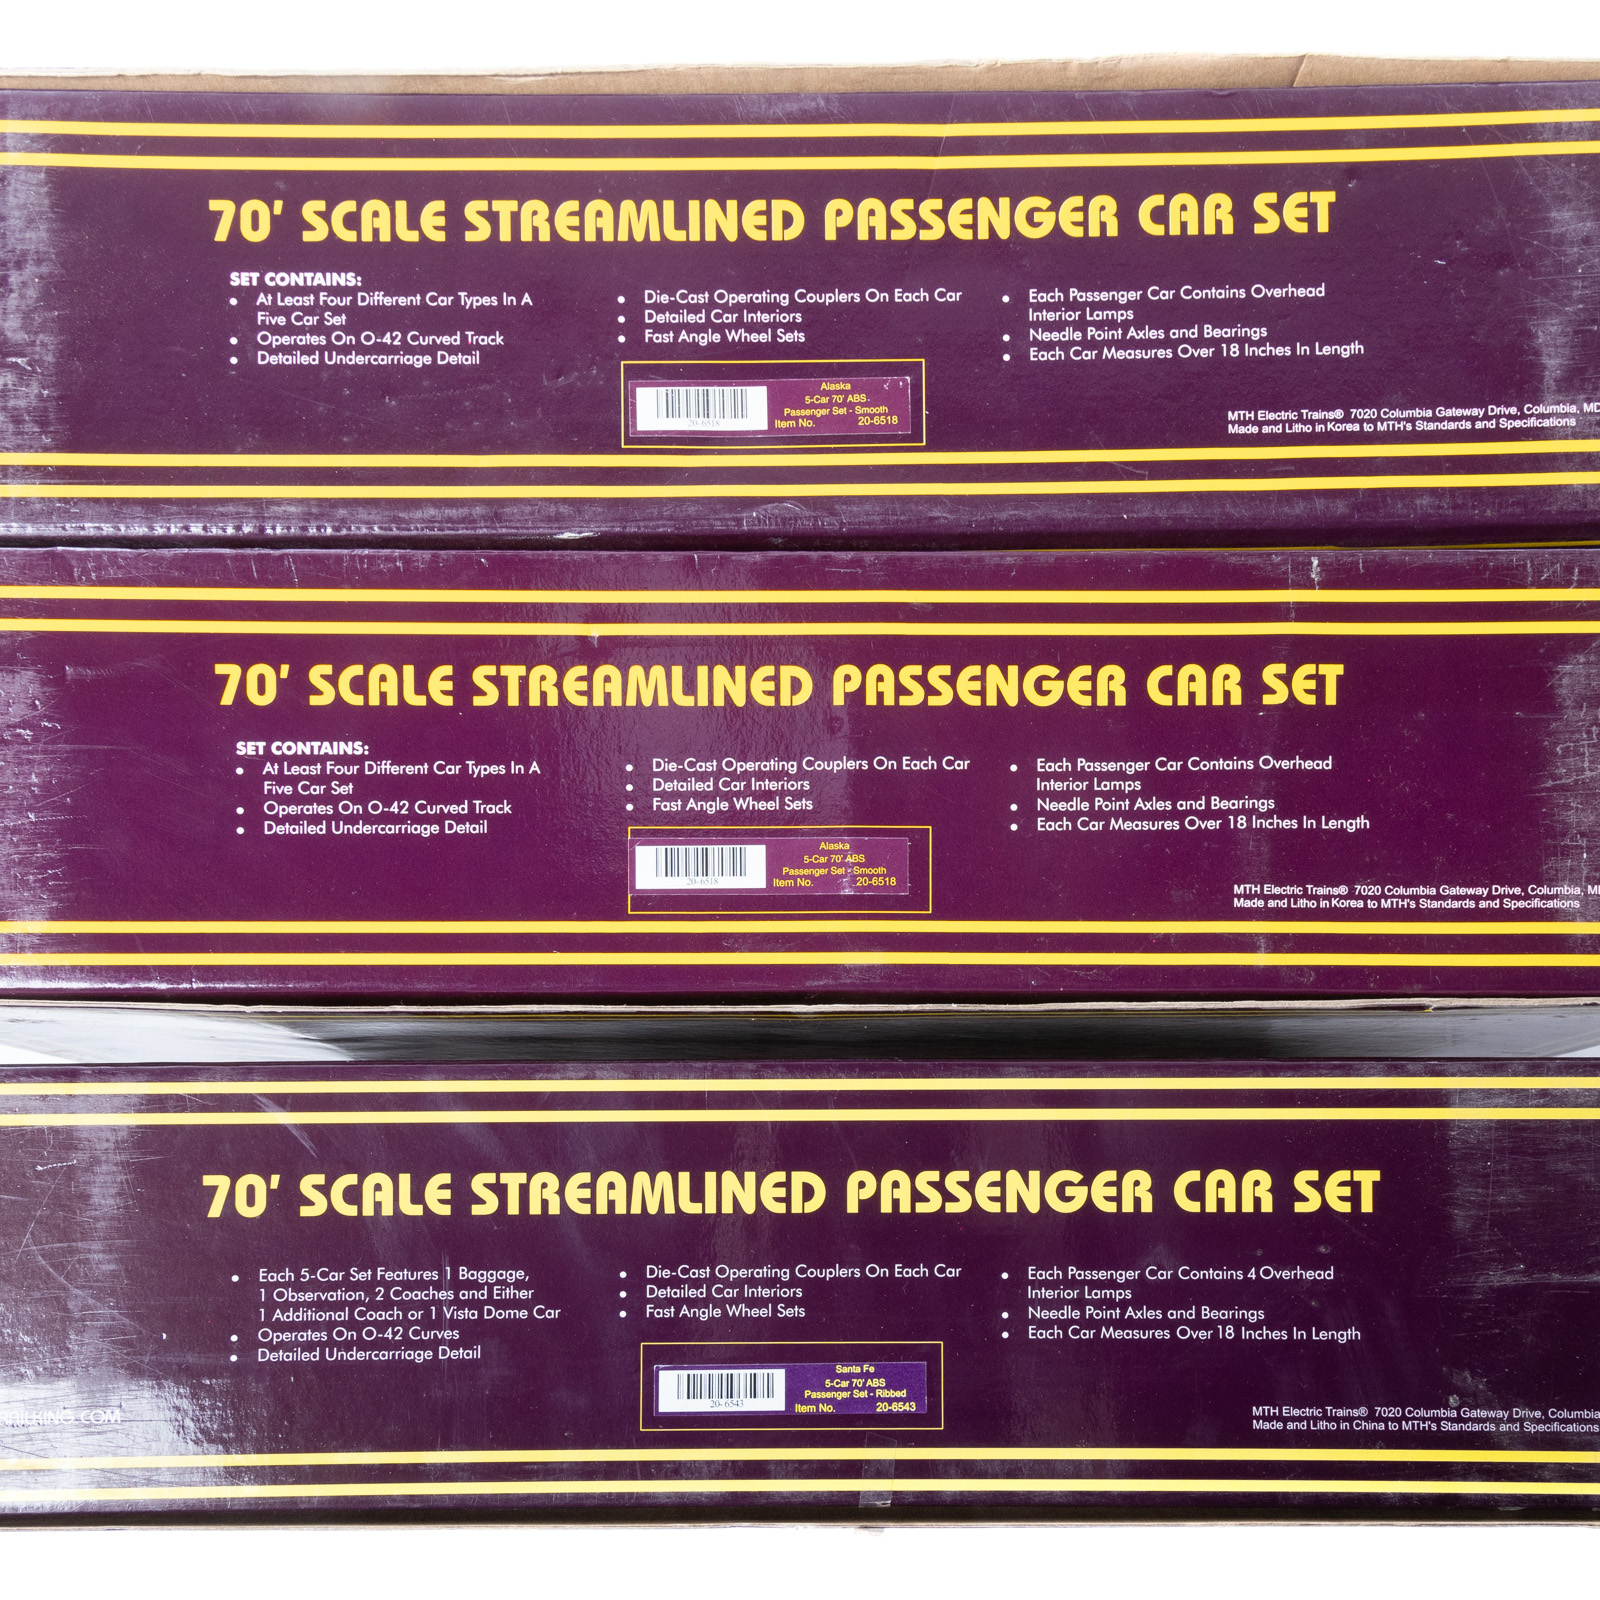 70' SCALE STREAMLINED PASSENGER CAR SET
SET CONTAINS:
• At Least Four Different Car Types In A
Five Car Set
• Operates On O-42 Curved Track
• Detailed Undercarriage Detail
• Die-Cast Operating Couplers On Each Car
• Detailed Car Interiors
• Fast Angle Wheel Sets
• Each Passenger Car Contains Overhead
Interior Lamps
• Needle Point Axles and Bearings
• Each Car Measures Over 18 Inches In Length
20-6518
Alaska
5-Car 70' ABS
Passenger Set - Smooth
Item No. 20-6518
MTH Electric Trains® 7020 Columbia Gateway Drive, Columbia, MD
Made and Litho in Korea to MTH's Standards and Specifications
70' SCALE STREAMLINED PASSENGER CAR SET
SET CONTAINS:
• At Least Four Different Car Types In A
Five Car Set
• Operates On O-42 Curved Track
• Detailed Undercarriage Detail
• Die-Cast Operating Couplers On Each Car
• Detailed Car Interiors
• Fast Angle Wheel Sets
• Each Passenger Car Contains Overhead
Interior Lamps
• Needle Point Axles and Bearings
• Each Car Measures Over 18 Inches In Length
20-6518
Alaska
5-Car 70' ABS
Passenger Set - Smooth
Item No. 20-6518
MTH Electric Trains® 7020 Columbia Gateway Drive, Columbia,
Made and Litho in Korea to MTH's Standards and Specifications
70' SCALE STREAMLINED PASSENGER CAR SET
• Each 5-Car Set Features 1 Baggage,
1 Observation, 2 Coaches and Either
1 Additional Coach or 1 Vista Dome Car
• Operates On O-42 Curves
• Detailed Undercarriage Detail
• Die-Cast Operating Couplers On Each Car
• Detailed Car Interiors
• Fast Angle Wheel Sets
• Each Passenger Car Contains 4 Overhead
Interior Lamps
• Needle Point Axles and Bearings
• Each Car Measures Over 18 Inches In Length
20-6543
Santa Fe
5-Car 70' ABS
Passenger Set - Ribbed
Item No. 20-6543
RAILKING.COM
MTH Electric Trains® 7020 Columbia Gateway Drive, Columbia
Made and Litho in China to MTH's Standards and Specifications